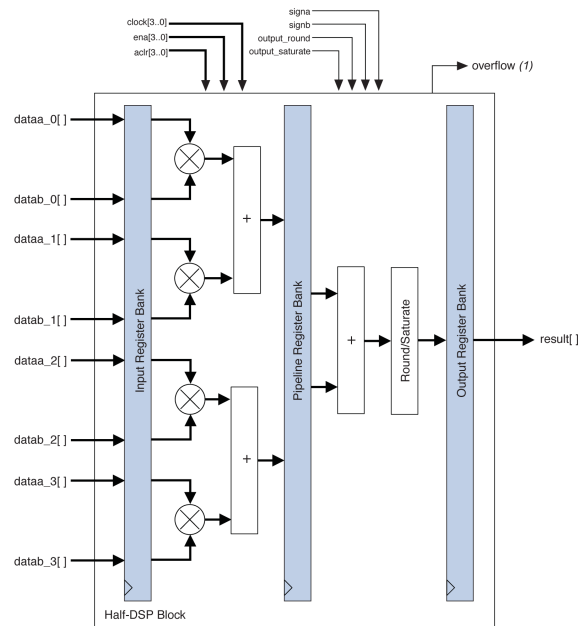 clock[3..0]
ena[3..0]
aclr[3..0]
signa
signb
output_round
output_saturate
overflow (1)
dataa_0[ ]
datab_0[ ]
dataa_1[ ]
datab_1[ ]
dataa_2[ ]
datab_2[ ]
dataa_3[ ]
datab_3[ ]
Input Register Bank
+
+
Pipeline Register Bank
+
Round/Saturate
Output Register Bank
result[ ]
Half-DSP Block